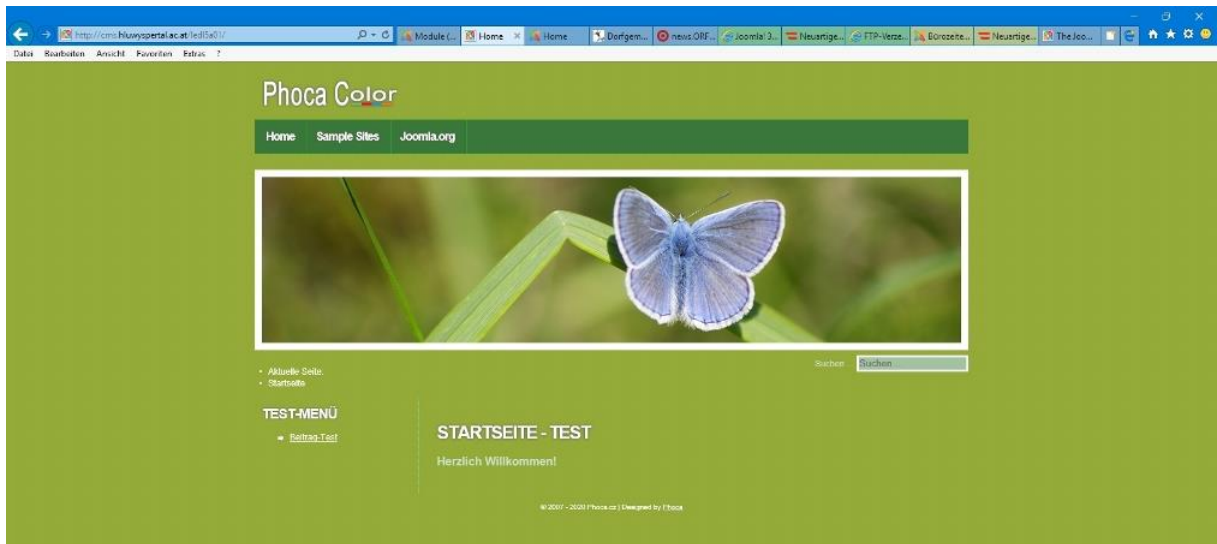 http://cms.hluwyspertal.ac.at/ledl5a01/
Module (...
Home
Home
Dorfgem...
news.ORF...
Joomla! 3...
Neuartige...
FTP-Verze...
Bürozeite...
Neuartige...
The Joo...
Datei Bearbeiten Ansicht Favoriten Extras ?
Phoca Color
Home Sample Sites Joomla.org
Suchen Suchen ...
Aktuelle Seite:
Startseite
TEST-MENÜ
Beitrag-Test
STARTSEITE - TEST
Herzlich Willkommen!
© 2007 - 2020 Phoca.cz | Designed by Phoca